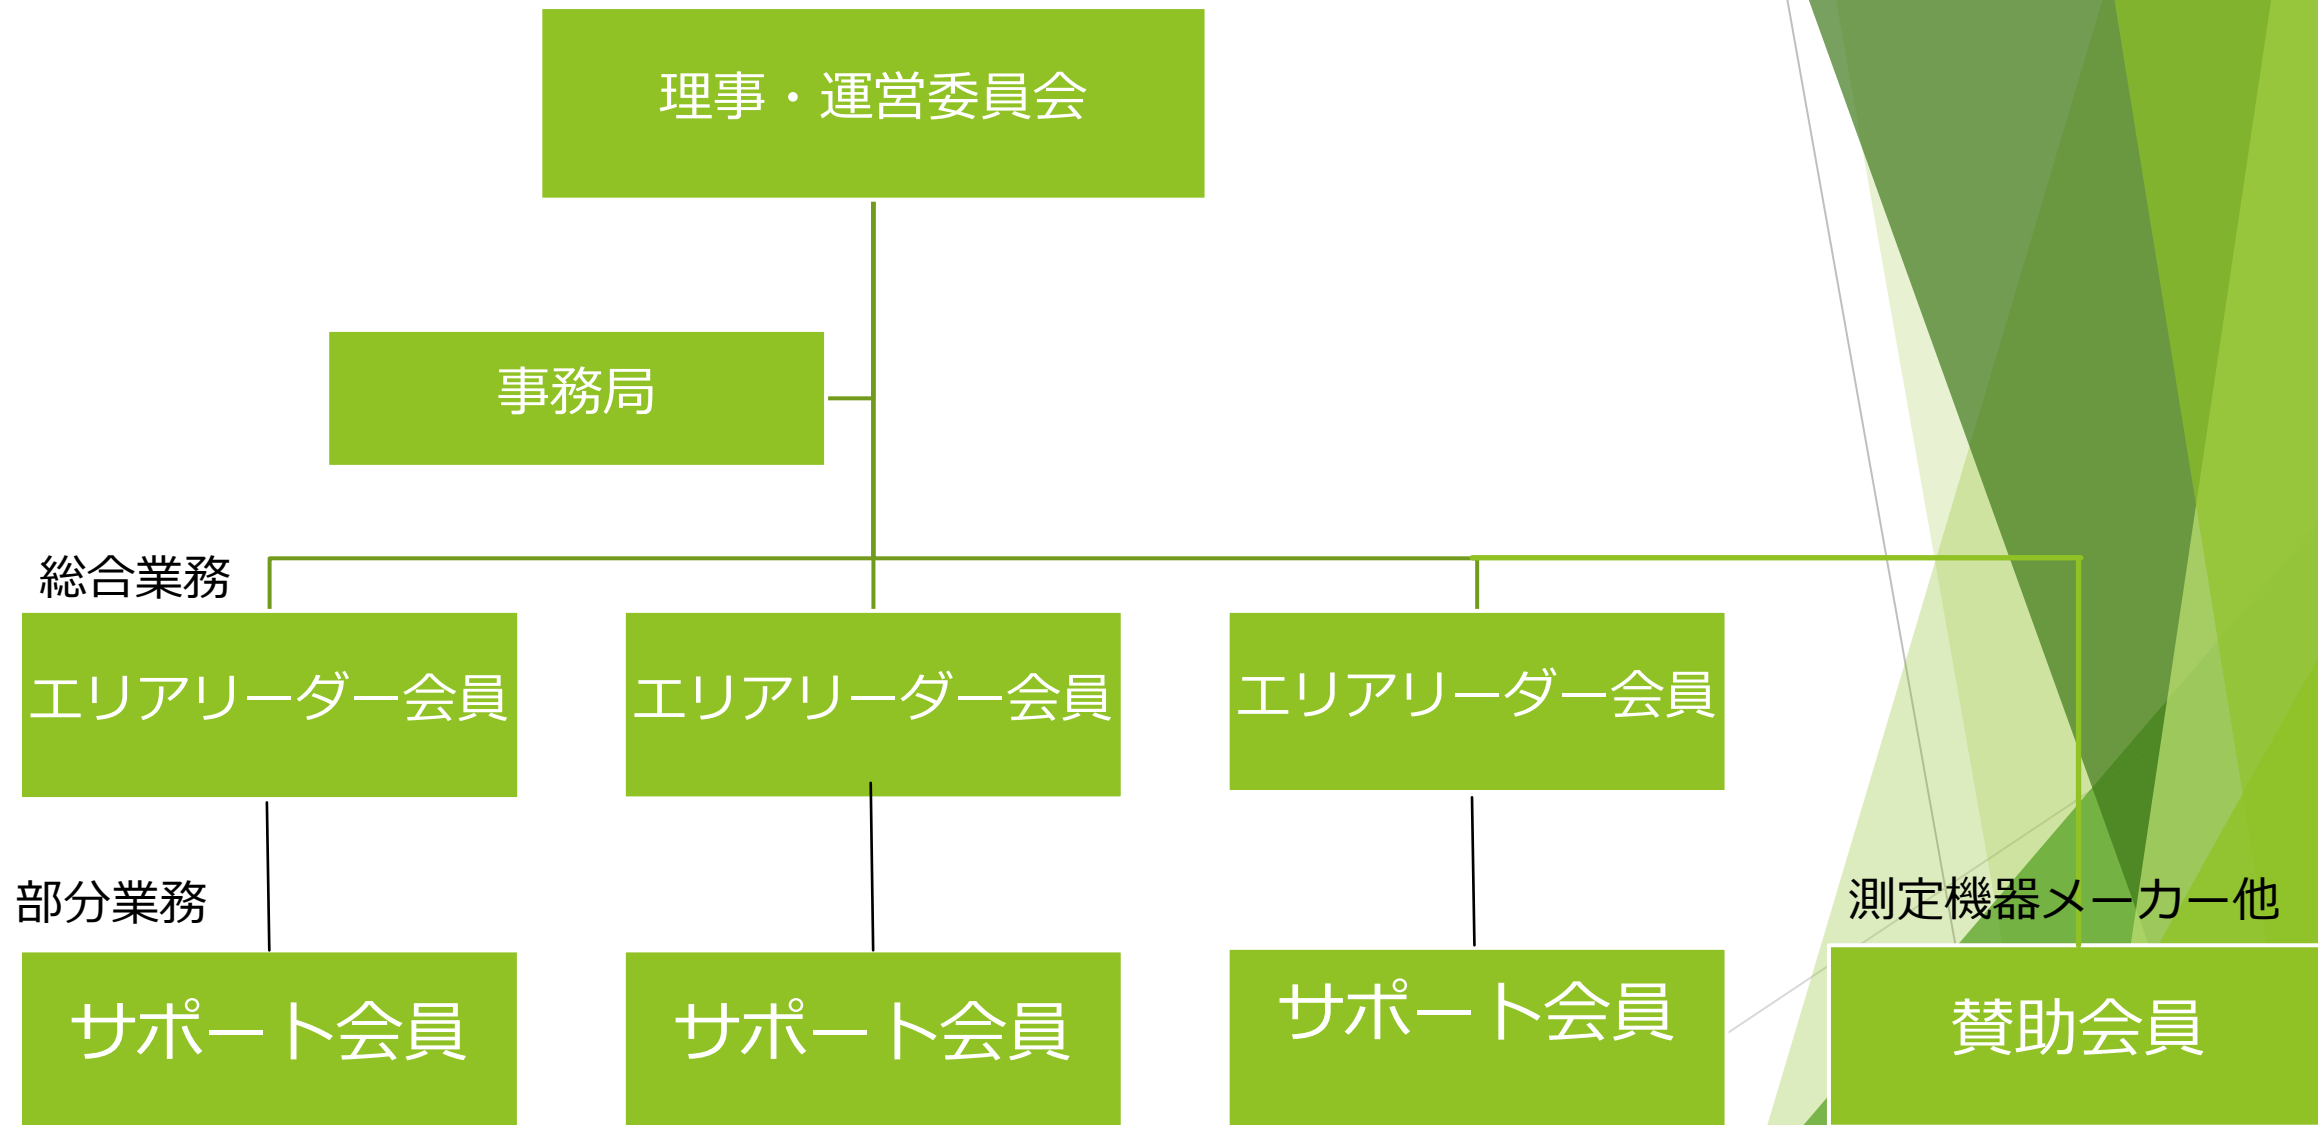 理事・運営委員会
事務局
総合業務
エリアリーダー会員
エリアリーダー会員
エリアリーダー会員
部分業務
測定機器メーカー他
サポート会員
サポート会員
サポート会員
賛助会員